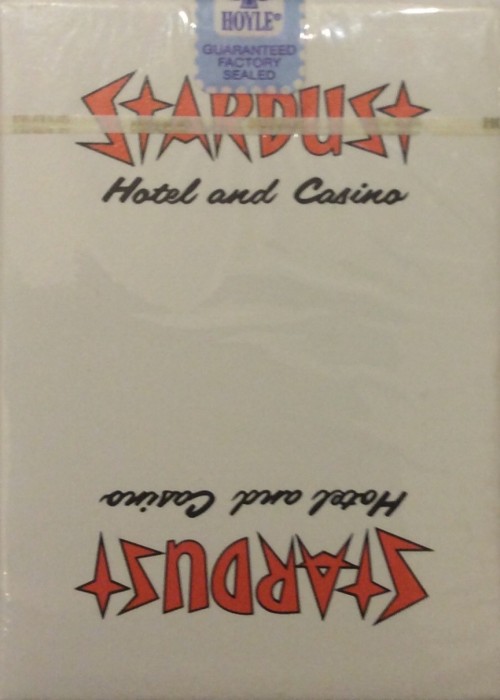 HOYLE®
GUARANTEED
FACTORY
SEALED
STARDUST
Hotel and Casino
Hotel and Casino
STARDUST